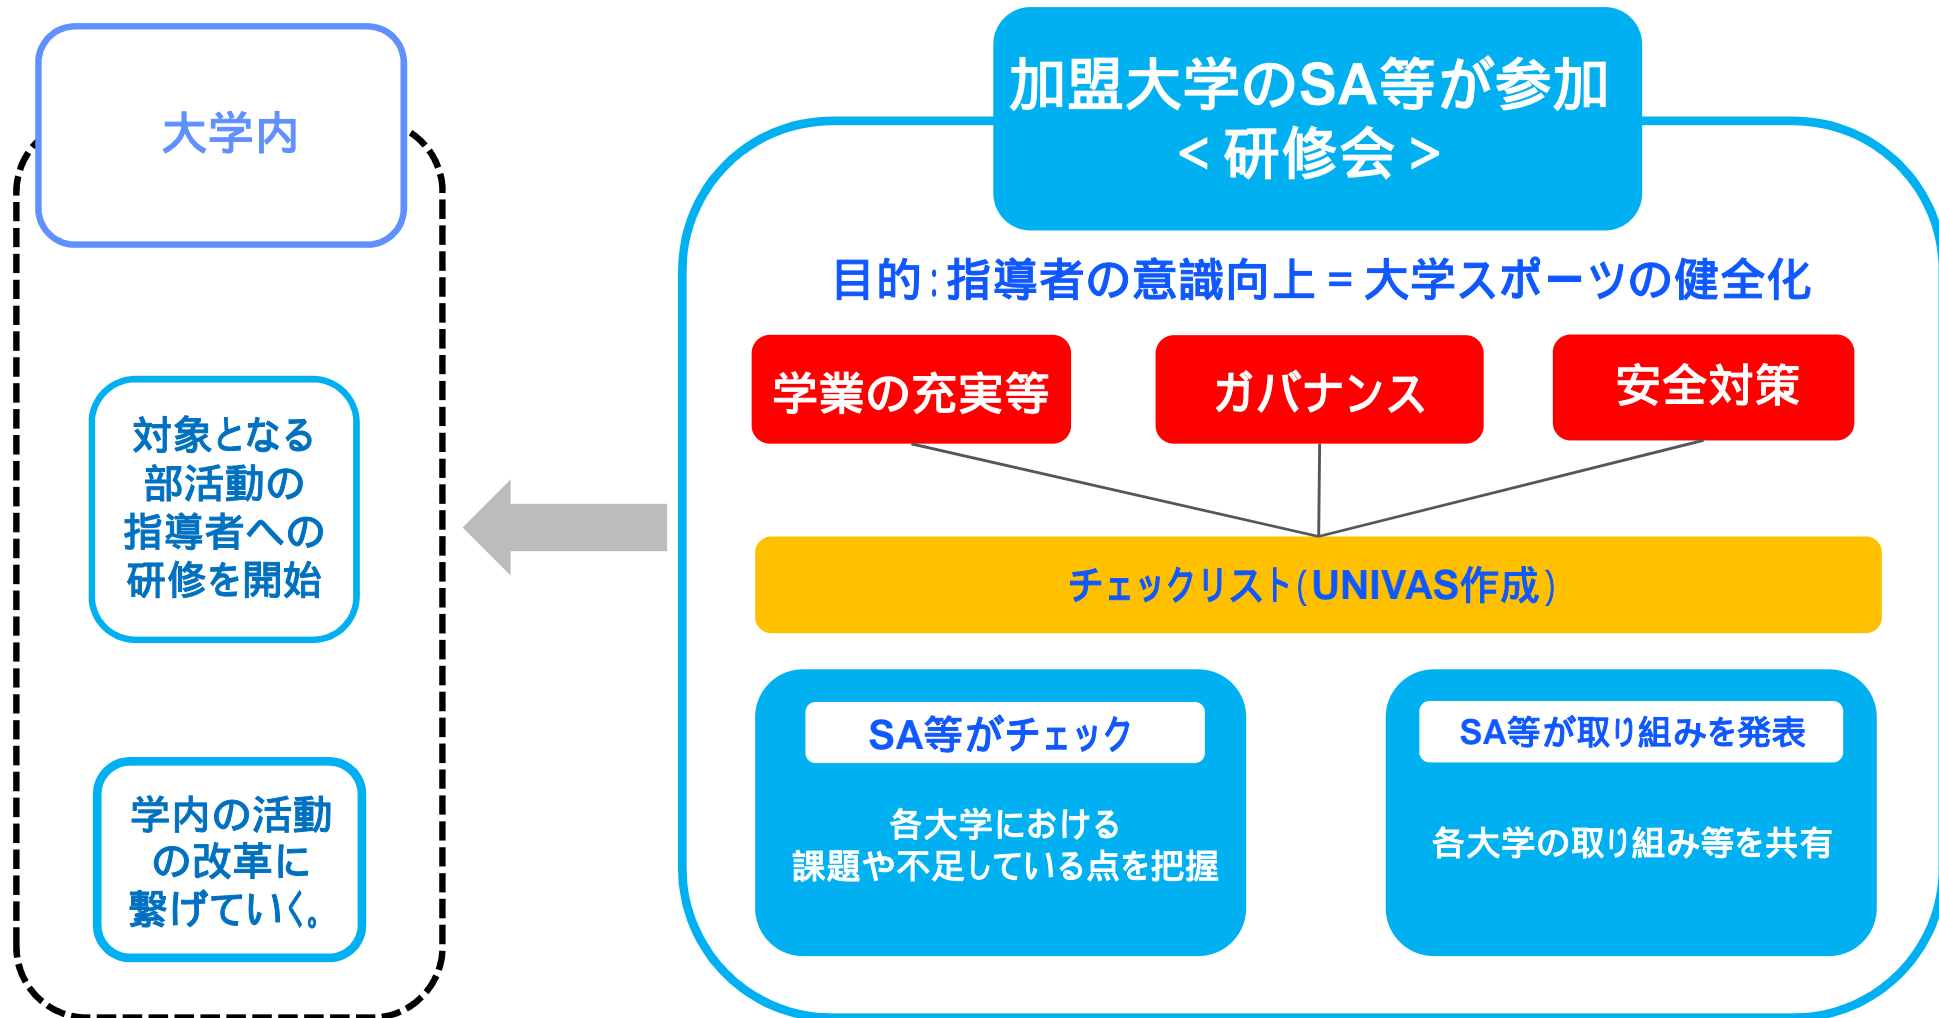 大学内
対象となる
部活動の
指導者への
研修を開始
学内の活動
の改革に
繋げていく。
加盟大学のSA等が参加
＜研修会＞
目的：指導者の意識向上＝大学スポーツの健全化
学業の充実等
ガバナンス
安全対策
チェックリスト（UNIVAS作成）
SA等がチェック
各大学における
課題や不足している点を把握
SA等が取り組みを発表
各大学の取り組み等を共有